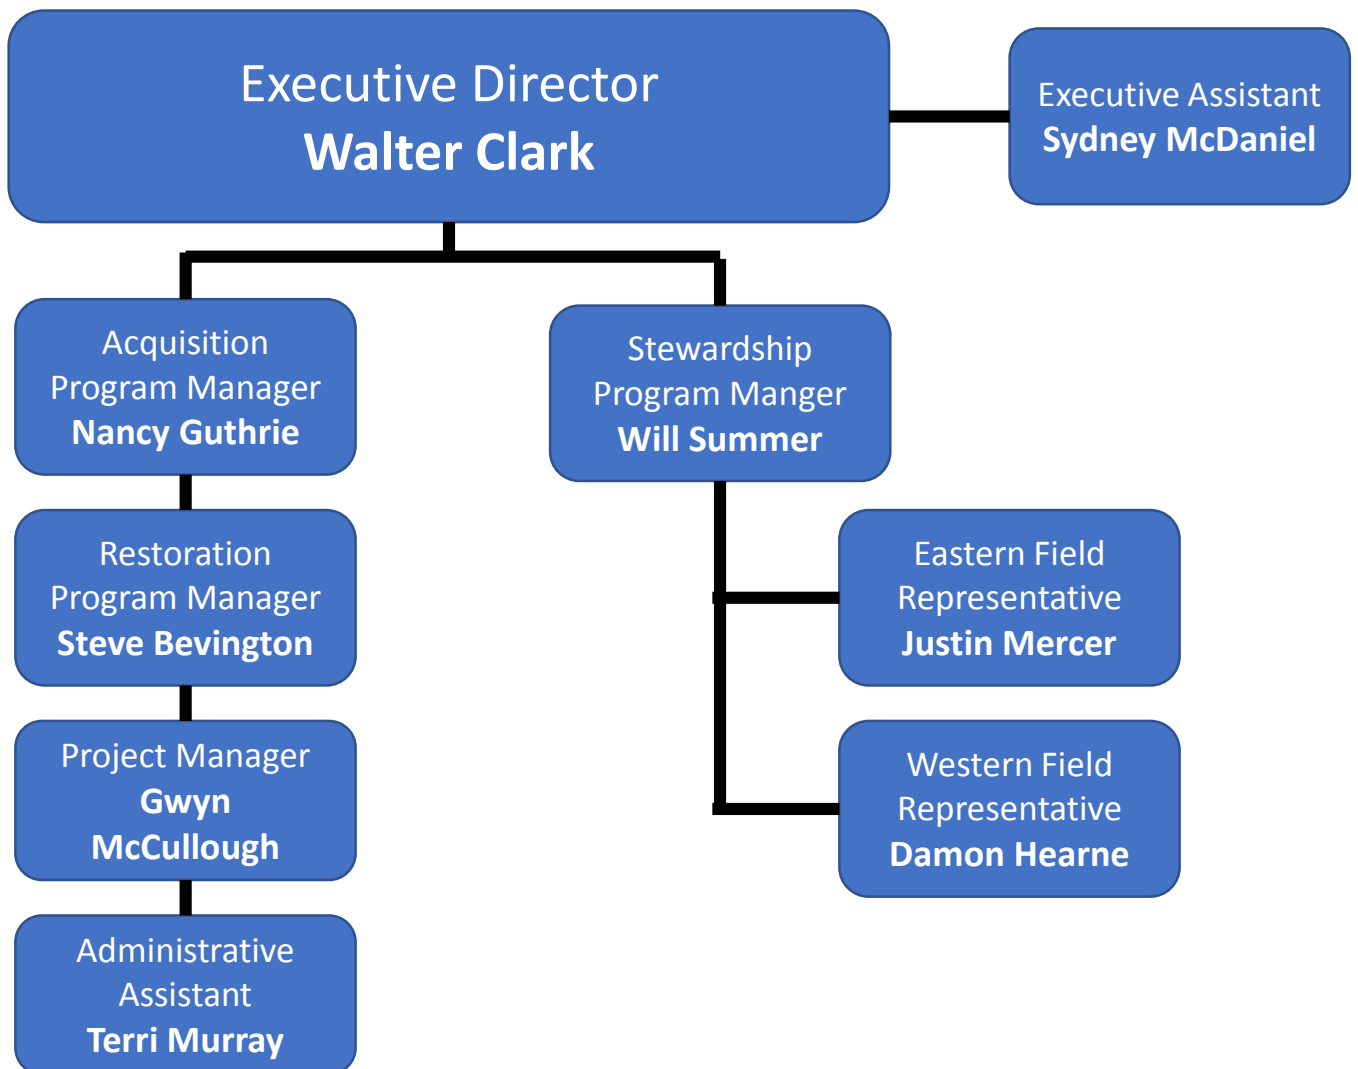 Executive Director
Walter Clark
Executive Assistant
Sydney McDaniel
Acquisition
Program Manager
Nancy Guthrie
Stewardship
Program Manger
Will Summer
Restoration
Program Manager
Steve Bevington
Eastern Field
Representative
Justin Mercer
Project Manager
Gwyn
McCullough
Western Field
Representative
Damon Hearne
Administrative
Assistant
Terri Murray